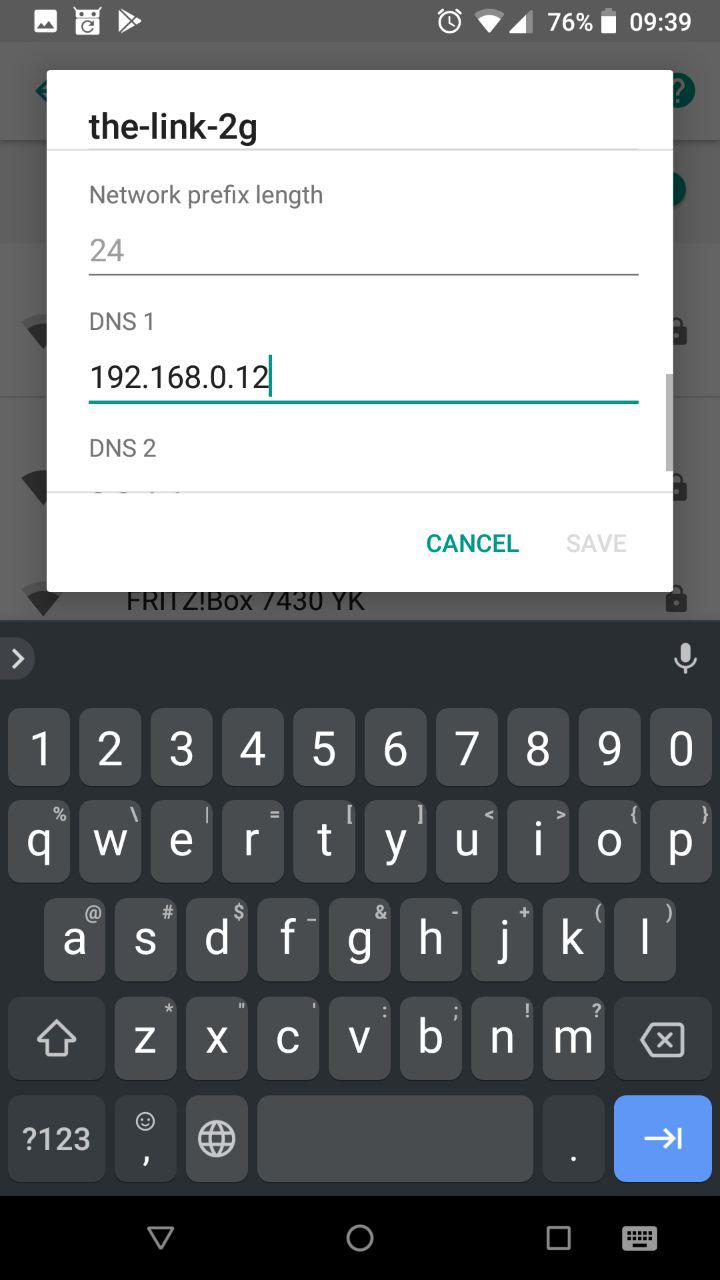 76% 09:39
the-link-2g
Network prefix length
24
DNS 1
192.168.0.12
DNS 2
CANCEL SAVE
FRITZ!Box 7430 YK
1 2 3 4 5 6 7 8 9 0
% \ | = [ ] < > { }
q w e r t y u i o p
@ # $ _ & - + ( )
a s d f g h j k l
* " ' : ; ! ?
z x c v b n m
?123 , .